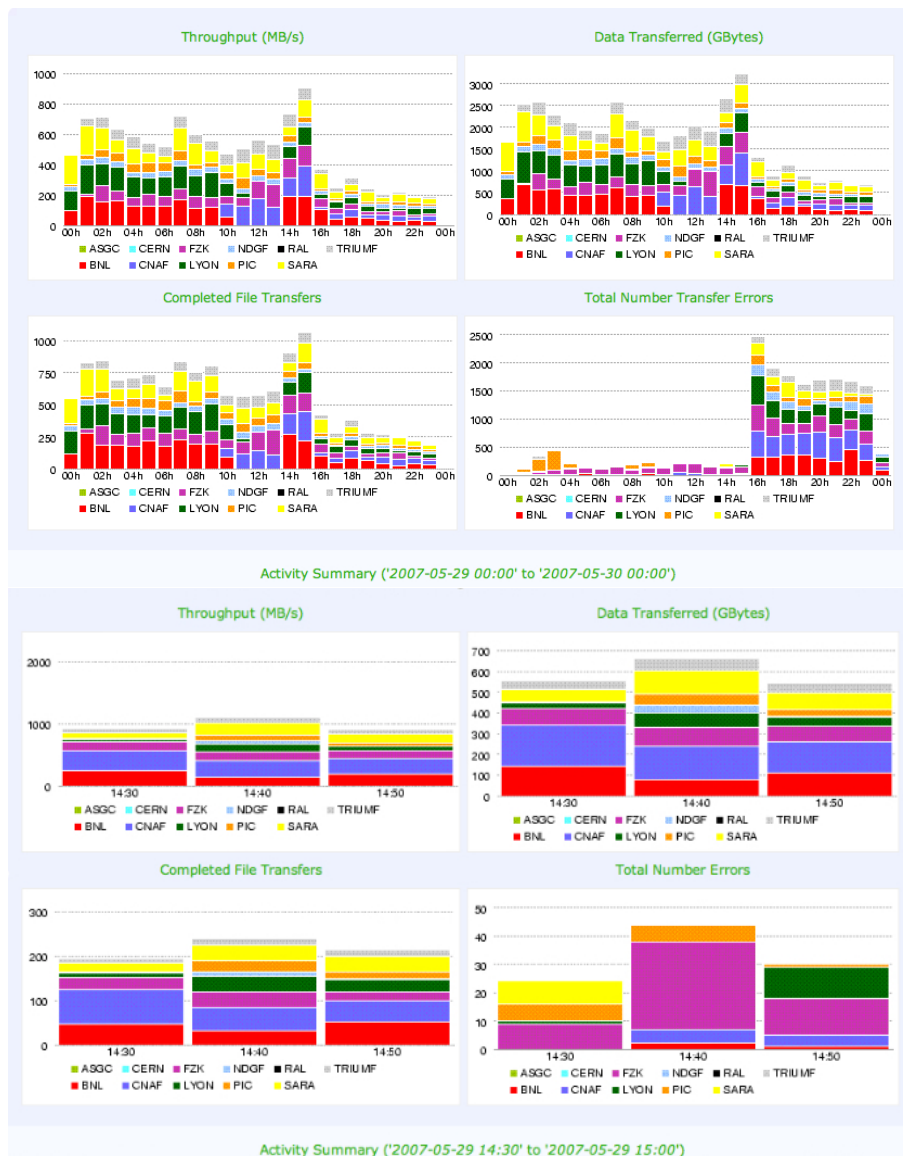 Throughput (MB/s)
1000
800
600
400
200
0
00h 02h 04h 06h 08h 10h 12h 14h 16h 18h 20h 22h 00h
ASGC CERN FZK NDGF RAL TRIUMF
BNL CNAF LYON PIC SARA
Data Transferred (GBytes)
3000
2500
2000
1500
1000
500
0
00h 02h 04h 06h 08h 10h 12h 14h 16h 18h 20h 22h 00h
ASGC CERN FZK NDGF RAL TRIUMF
BNL CNAF LYON PIC SARA
Completed File Transfers
1000
750
500
250
0
00h 02h 04h 06h 08h 10h 12h 14h 16h 18h 20h 22h 00h
ASGC CERN FZK NDGF RAL TRIUMF
BNL CNAF LYON PIC SARA
Total Number Transfer Errors
2500
2000
1500
1000
500
0
00h 02h 04h 06h 08h 10h 12h 14h 16h 18h 20h 22h 00h
ASGC CERN FZK NDGF RAL TRIUMF
BNL CNAF LYON PIC SARA
Activity Summary ('2007-05-29 00:00' to '2007-05-30 00:00')
Throughput (MB/s)
2000
1000
0
14:30 14:40 14:50
ASGC CERN FZK NDGF RAL TRIUMF
BNL CNAF LYON PIC SARA
Data Transferred (GBytes)
700
600
500
400
300
200
100
0
14:30 14:40 14:50
ASGC CERN FZK NDGF RAL TRIUMF
BNL CNAF LYON PIC SARA
Completed File Transfers
300
200
100
0
14:30 14:40 14:50
ASGC CERN FZK NDGF RAL TRIUMF
BNL CNAF LYON PIC SARA
Total Number Errors
50
40
30
20
10
0
14:30 14:40 14:50
ASGC CERN FZK NDGF RAL TRIUMF
BNL CNAF LYON PIC SARA
Activity Summary ('2007-05-29 14:30' to '2007-05-29 15:00')